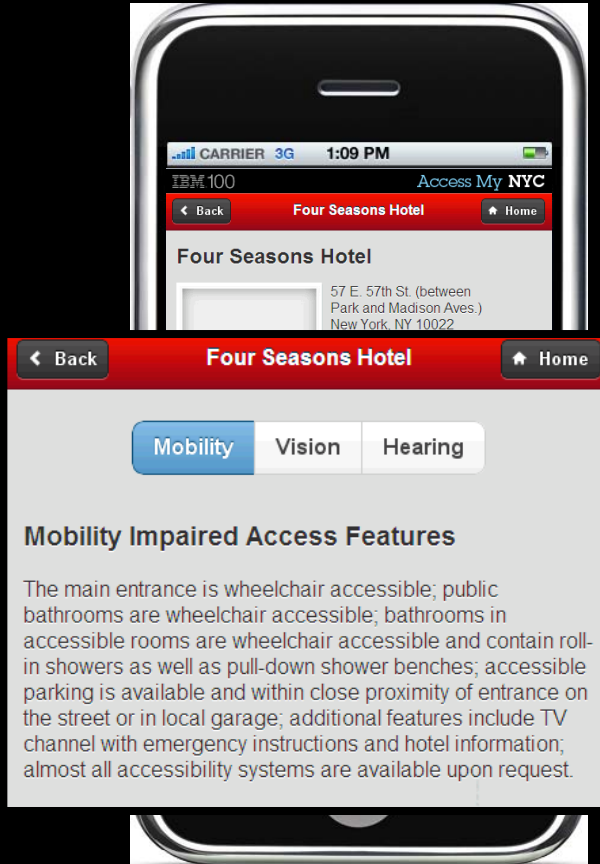 CARRIER 3G 1:09 PM
IBM 100 Access My NYC
Back Four Seasons Hotel Home
Four Seasons Hotel
57 E. 57th St. (between
Park and Madison Aves.)
New York, NY 10022
Back Four Seasons Hotel Home
Mobility Vision Hearing
Mobility Impaired Access Features
The main entrance is wheelchair accessible; public
bathrooms are wheelchair accessible; bathrooms in
accessible rooms are wheelchair accessible and contain roll-
in showers as well as pull-down shower benches; accessible
parking is available and within close proximity of entrance on
the street or in local garage; additional features include TV
channel with emergency instructions and hotel information;
almost all accessibility systems are available upon request.